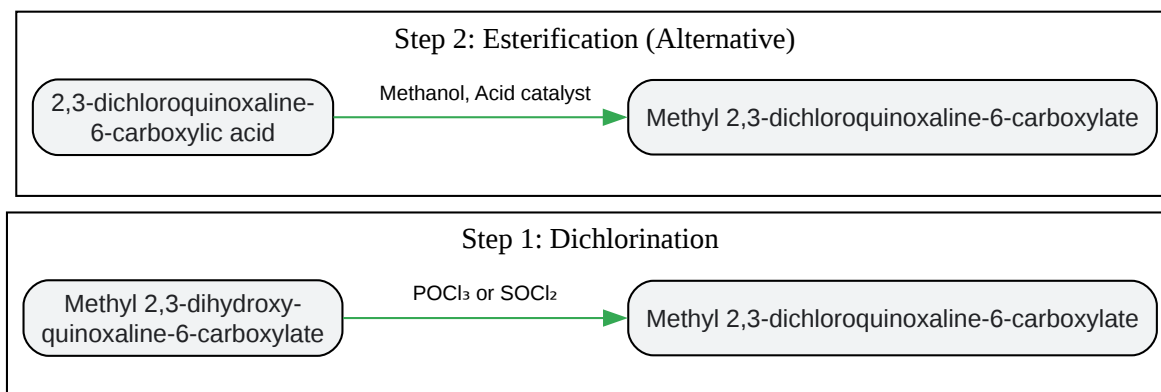 Step 2: Esterification (Alternative)
2,3-dichloroquinoxaline-
6-carboxylic acid
Methanol, Acid catalyst
Methyl 2,3-dichloroquinoxaline-6-carboxylate
Step 1: Dichlorination
Methyl 2,3-dihydroxy-
quinoxaline-6-carboxylate
POCl₃ or SOCl₂
Methyl 2,3-dichloroquinoxaline-6-carboxylate